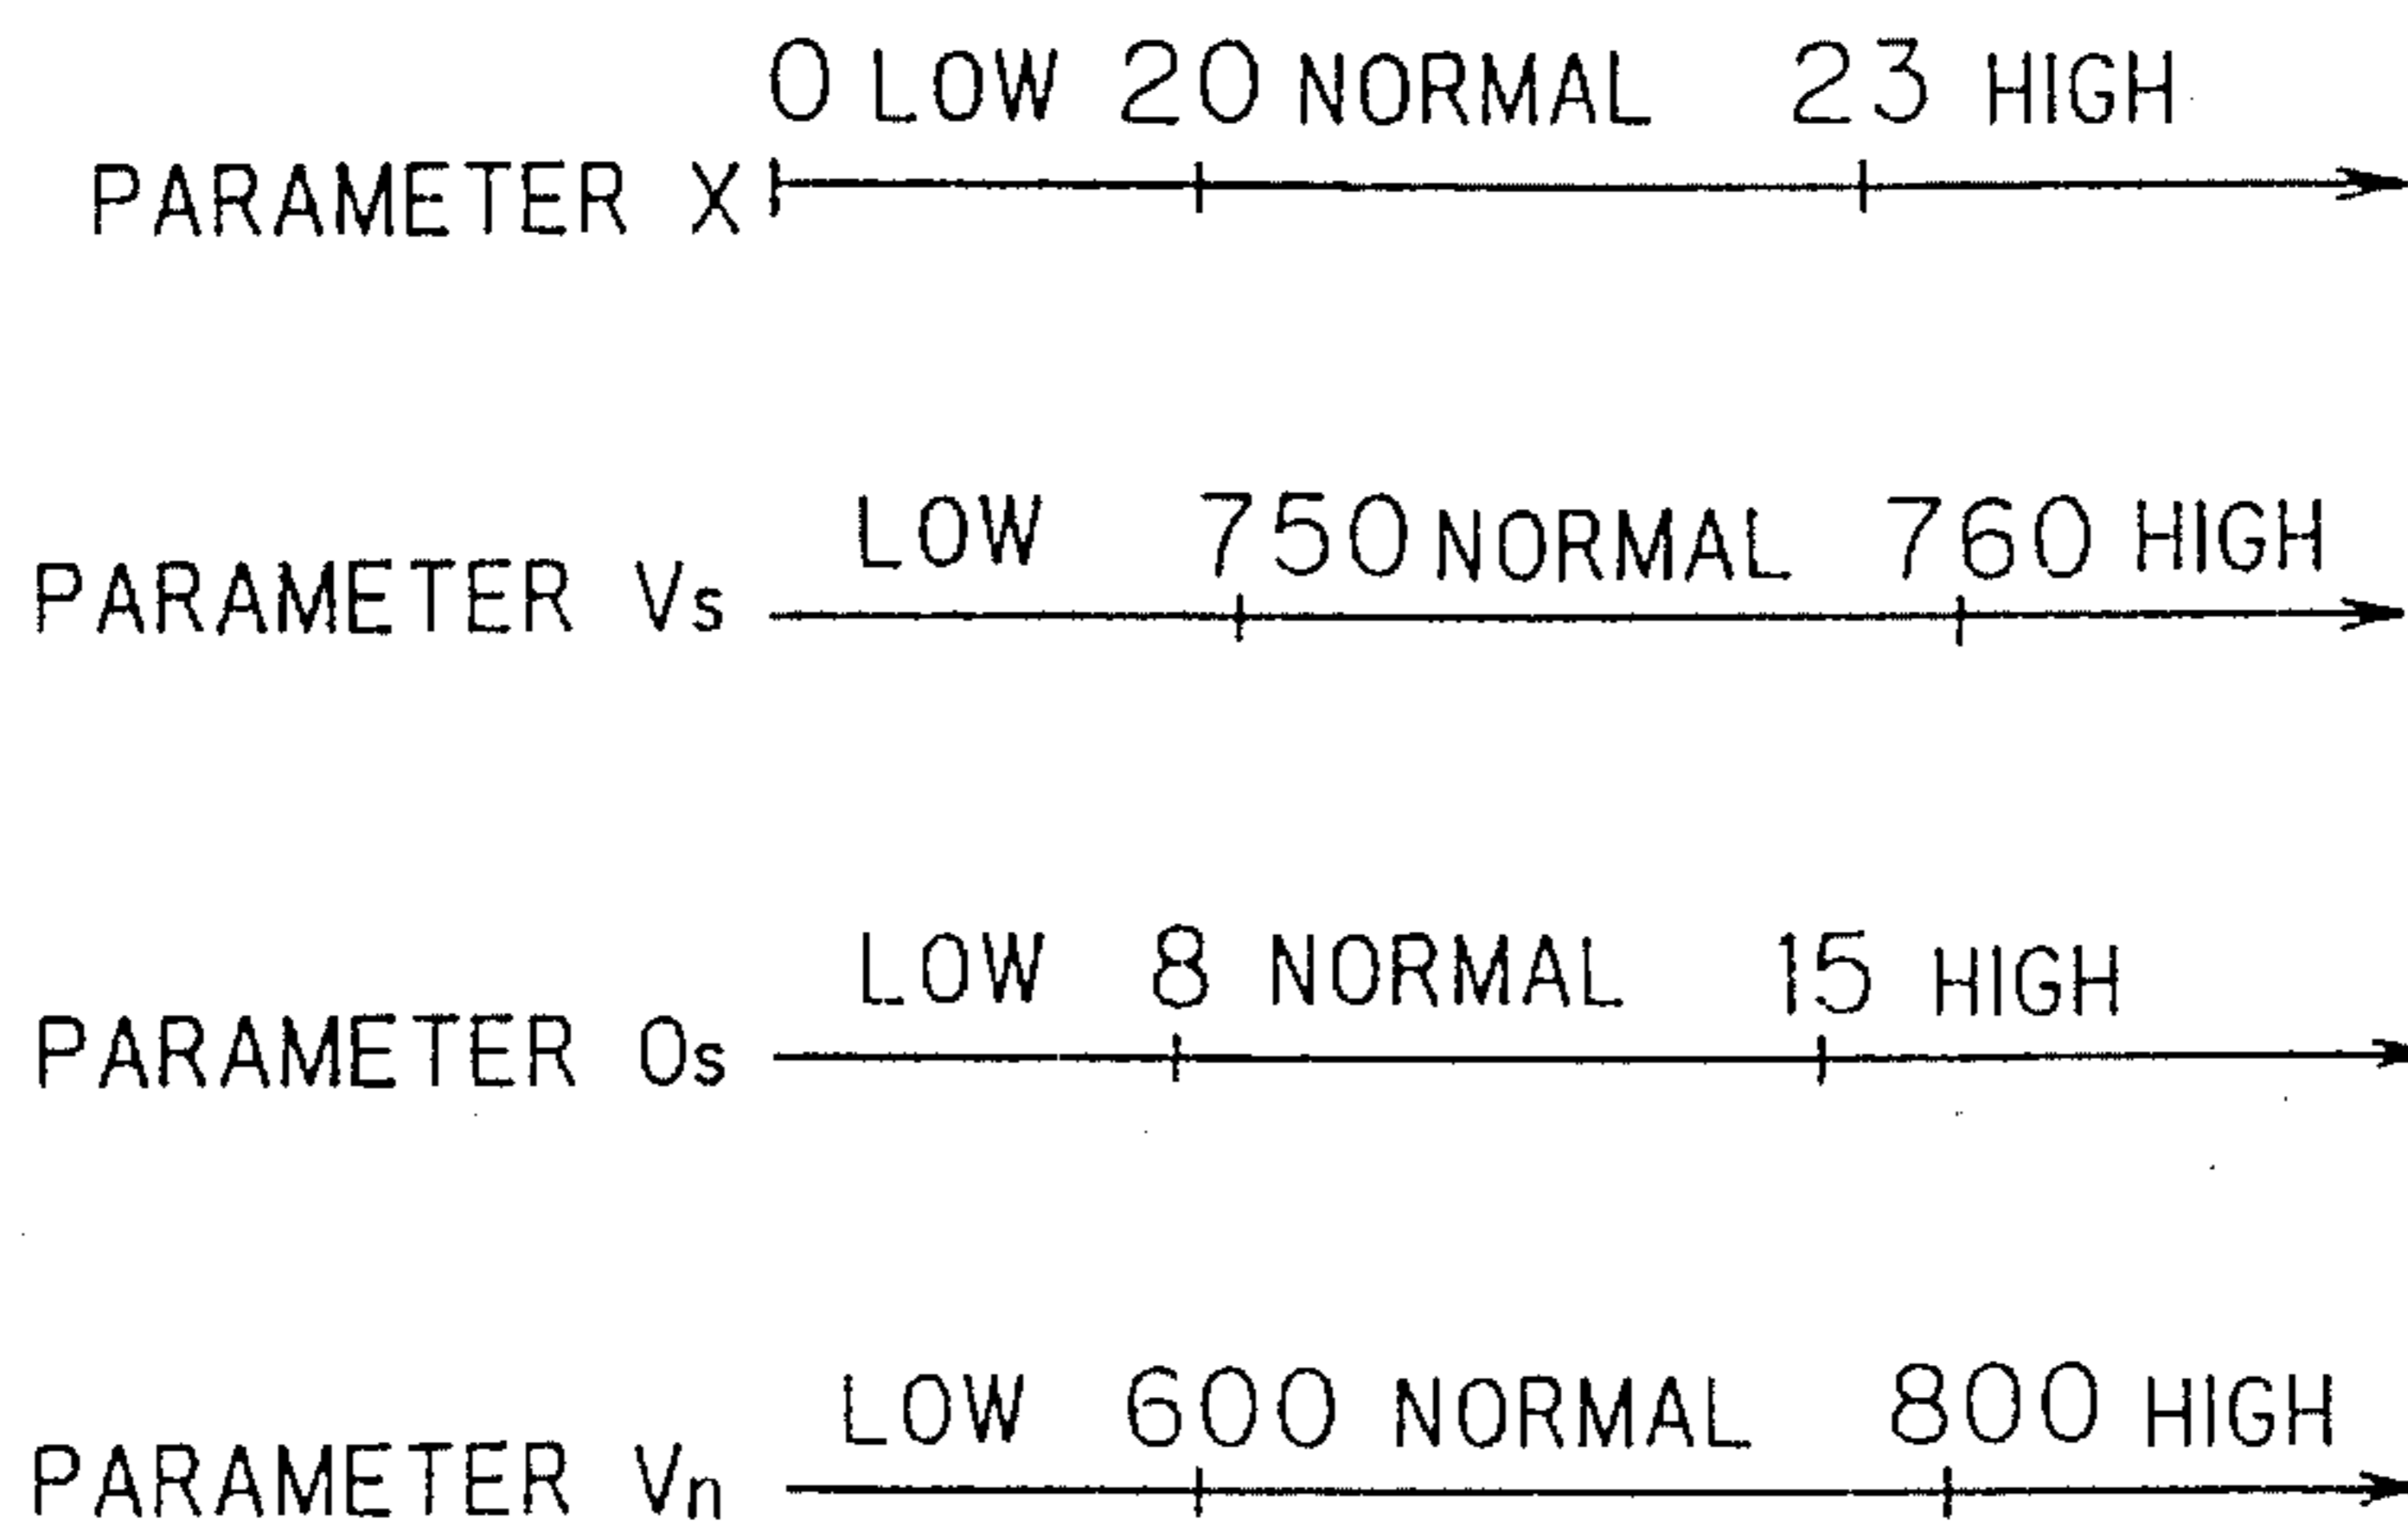 0 LOW 20 NORMAL 23 HIGH
PARAMETER X
LOW 750 NORMAL 760 HIGH
PARAMETER Vs
LOW 8 NORMAL 15 HIGH
PARAMETER Os
LOW 600 NORMAL 800 HIGH
PARAMETER Vn